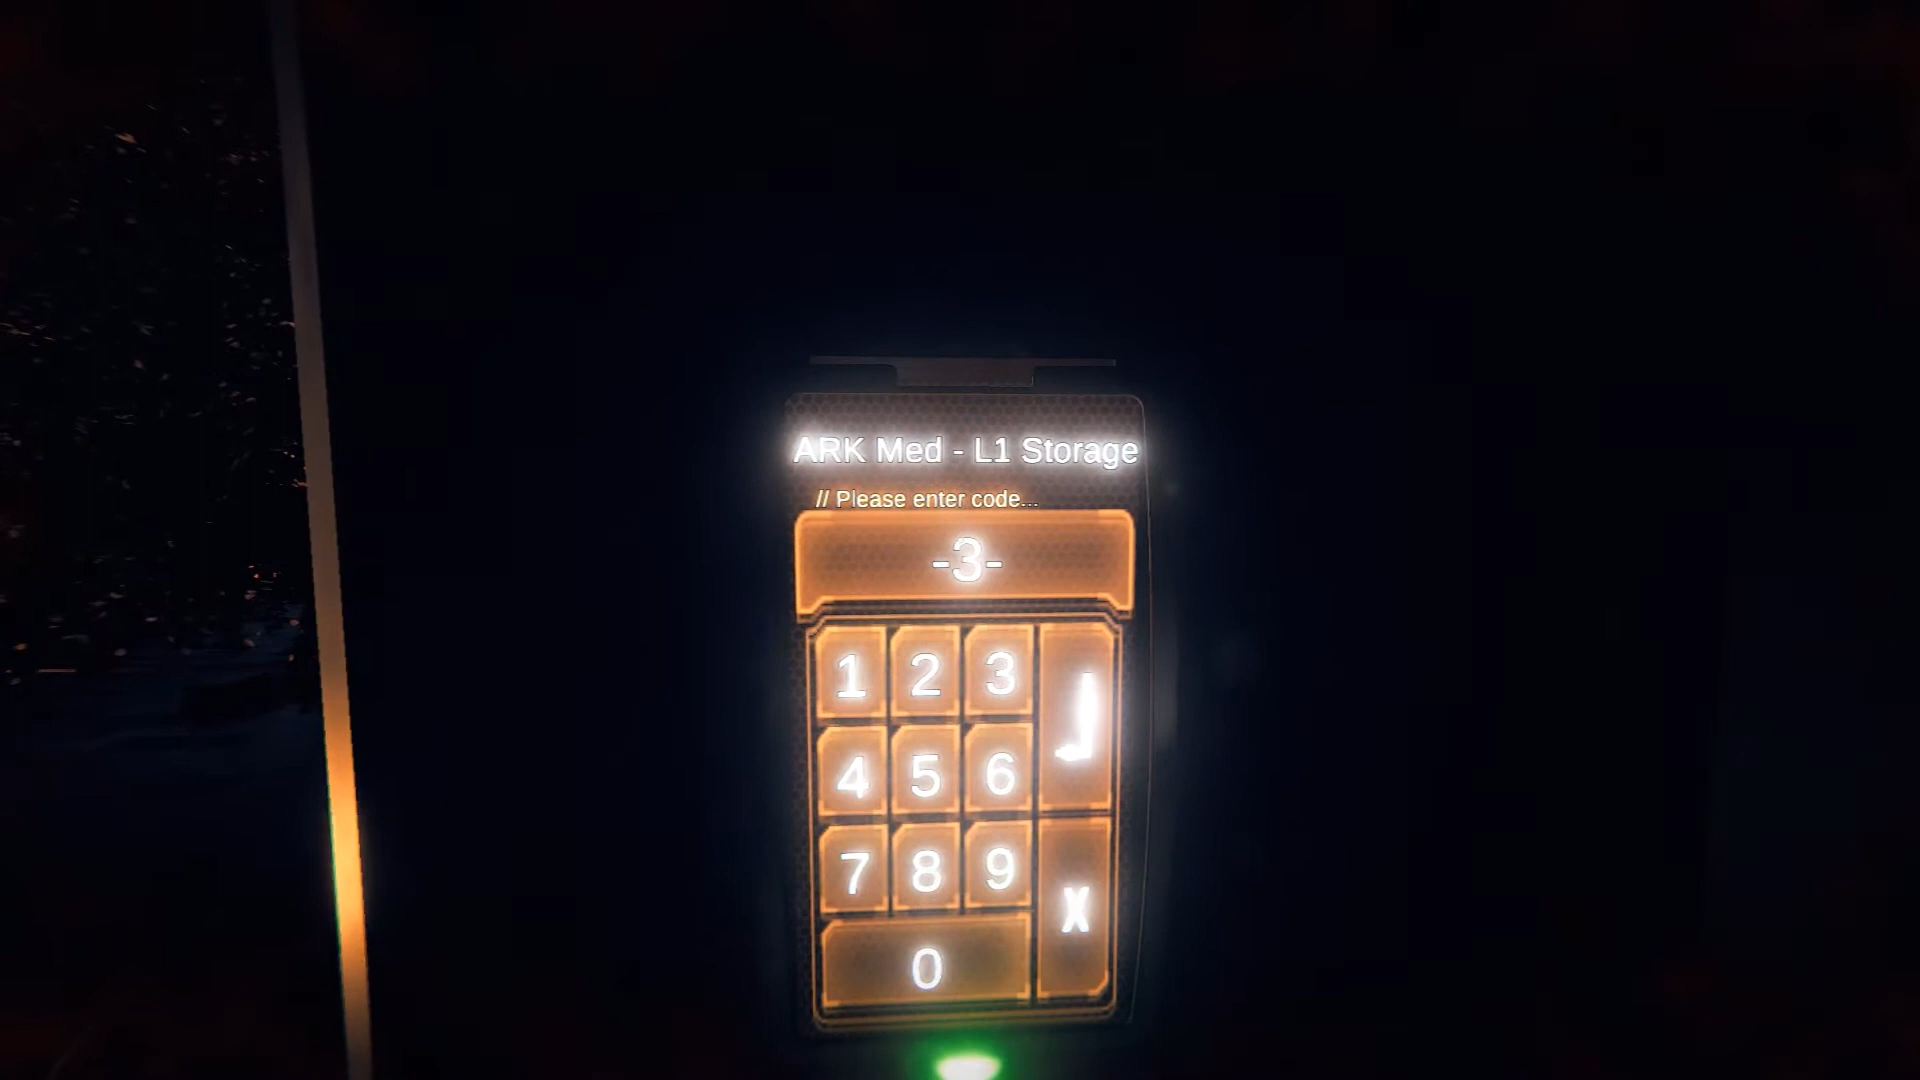 ARK Med - L1 Storage
// Please enter code...
-3-
1 2 3
4 5 6
7 8 9 X
0